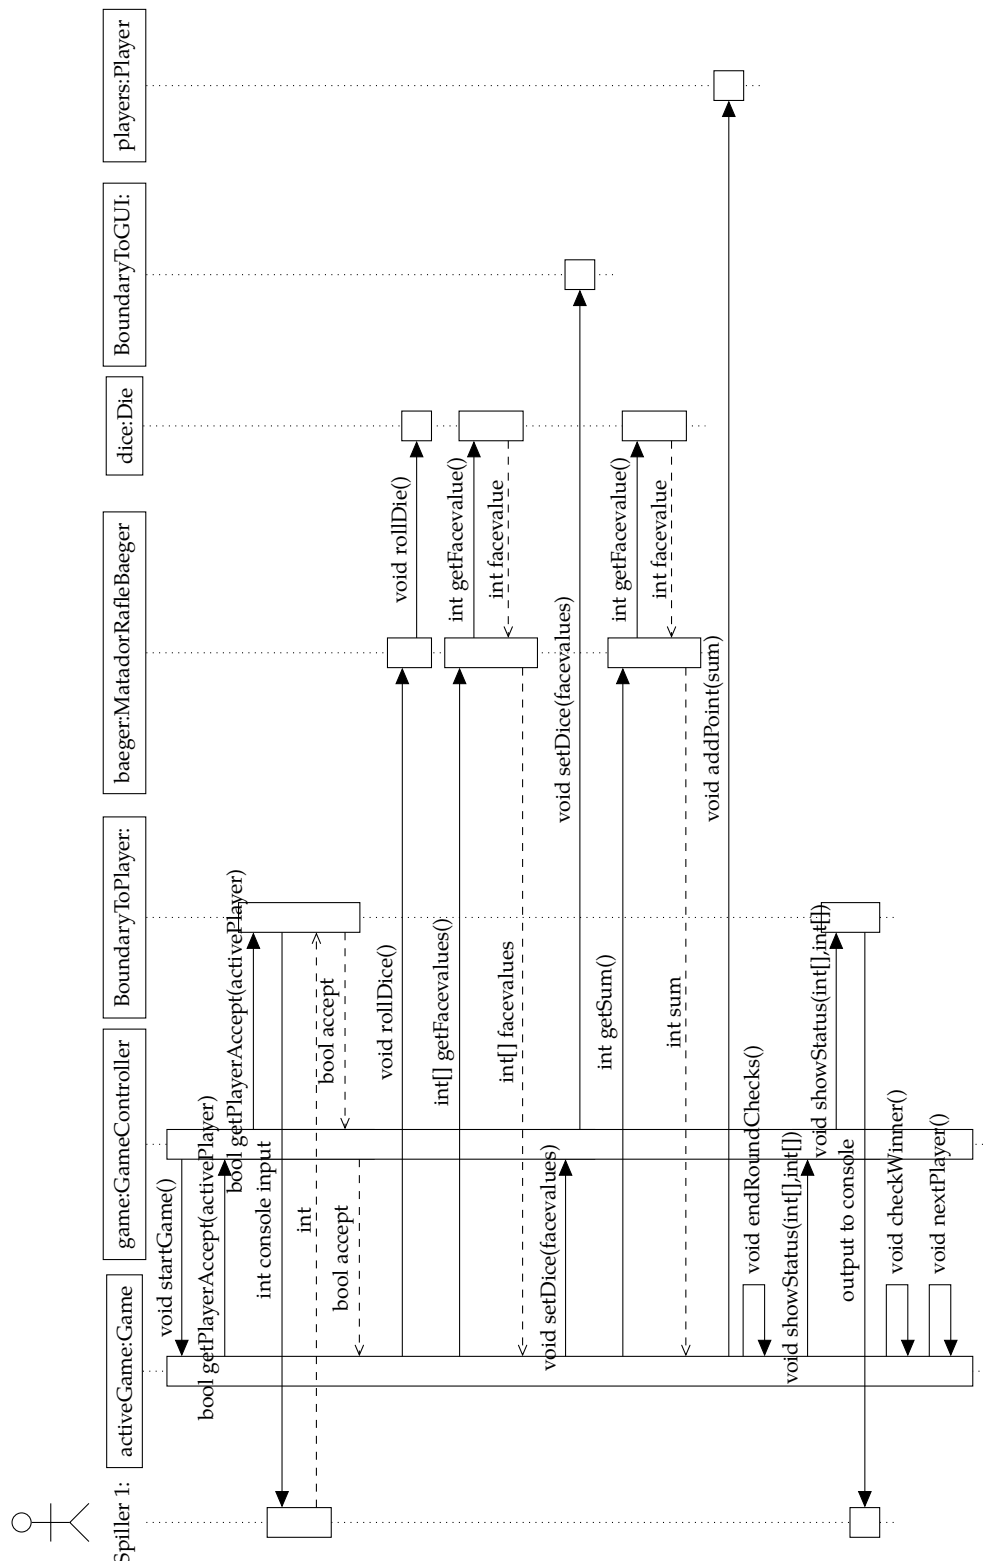 Spiller 1:
activeGame:Game
game:GameController
BoundaryToPlayer:
baeger:MatadorRafleBaeger
dice:Die
BoundaryToGUI:
players:Player
void startGame()
bool getPlayerAccept(activePlayer)
bool getPlayerAccept(activePlayer)
int console input
int
bool accept
bool accept
void rollDice()
void rollDie()
int[] getFacevalues()
int getFacevalue()
int facevalue
int[] facevalues
void setDice(facevalues)
void setDice(facevalues)
int getSum()
int getFacevalue()
int facevalue
int sum
void addPoint(sum)
void endRoundChecks()
void showStatus(int[],int[])
void showStatus(int[],int[])
output to console
void checkWinner()
void nextPlayer()